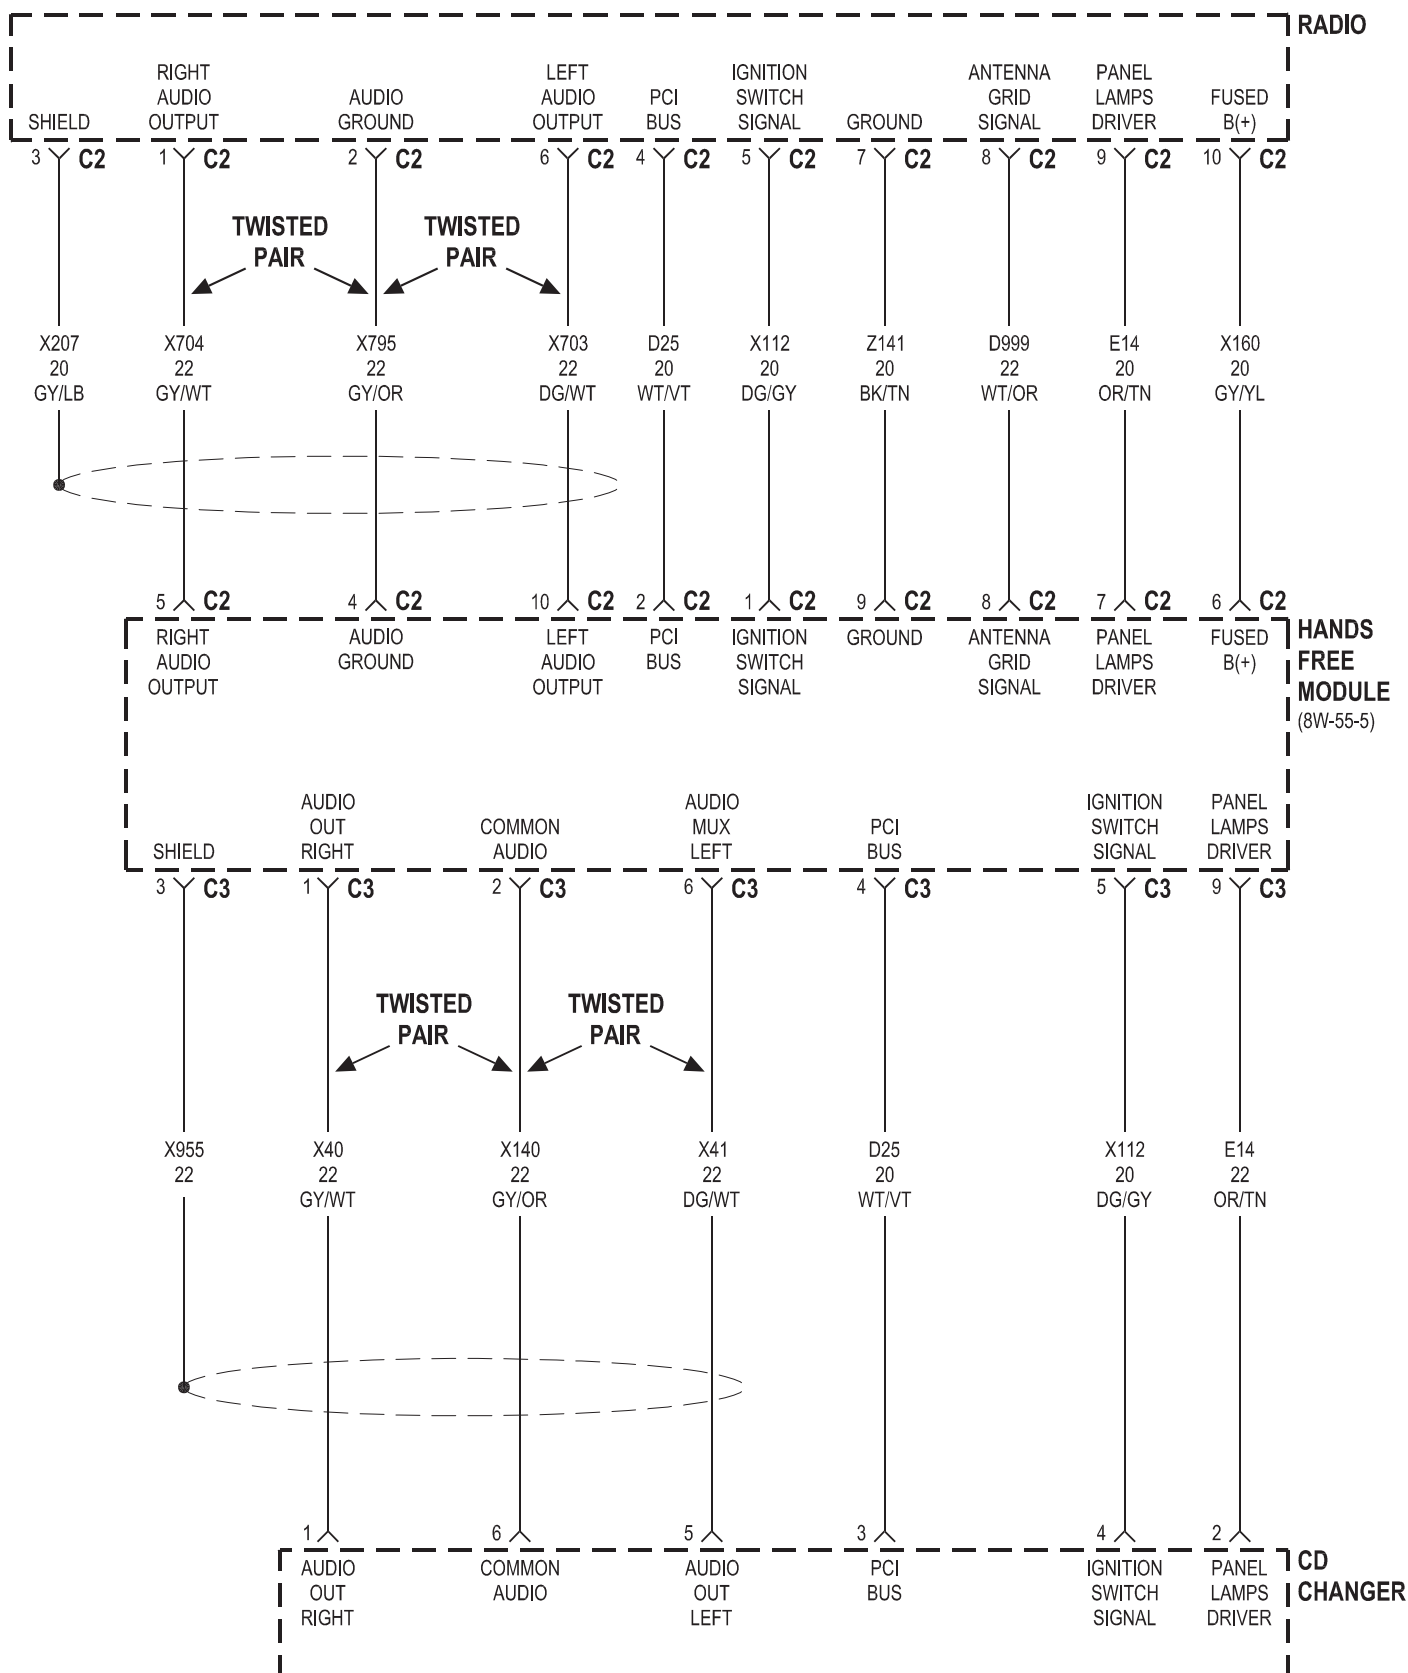 RADIO
SHIELD
RIGHT
AUDIO
OUTPUT
AUDIO
GROUND
LEFT
AUDIO
OUTPUT
PCI
BUS
IGNITION
SWITCH
SIGNAL
GROUND
ANTENNA
GRID
SIGNAL
PANEL
LAMPS
DRIVER
FUSED
B(+)
3 C2
1 C2
2 C2
6 C2
4 C2
5 C2
7 C2
8 C2
9 C2
10 C2
TWISTED
PAIR
TWISTED
PAIR
X207
20
GY/LB
X704
22
GY/WT
X795
22
GY/OR
X703
22
DG/WT
D25
20
WT/VT
X112
20
DG/GY
Z141
20
BK/TN
D999
22
WT/OR
E14
20
OR/TN
X160
20
GY/YL
5 C2
4 C2
10 C2
2 C2
1 C2
9 C2
8 C2
7 C2
6 C2
RIGHT
AUDIO
OUTPUT
AUDIO
GROUND
LEFT
AUDIO
OUTPUT
PCI
BUS
IGNITION
SWITCH
SIGNAL
GROUND
ANTENNA
GRID
SIGNAL
PANEL
LAMPS
DRIVER
FUSED
B(+)
HANDS
FREE
MODULE
(8W-55-5)
SHIELD
AUDIO
OUT
RIGHT
COMMON
AUDIO
AUDIO
MUX
LEFT
PCI
BUS
IGNITION
SWITCH
SIGNAL
PANEL
LAMPS
DRIVER
3 C3
1 C3
2 C3
6 C3
4 C3
5 C3
9 C3
TWISTED
PAIR
TWISTED
PAIR
X955
22
X40
22
GY/WT
X140
22
GY/OR
X41
22
DG/WT
D25
20
WT/VT
X112
20
DG/GY
E14
22
OR/TN
1
6
5
3
4
2
AUDIO
OUT
RIGHT
COMMON
AUDIO
AUDIO
OUT
LEFT
PCI
BUS
IGNITION
SWITCH
SIGNAL
PANEL
LAMPS
DRIVER
CD
CHANGER